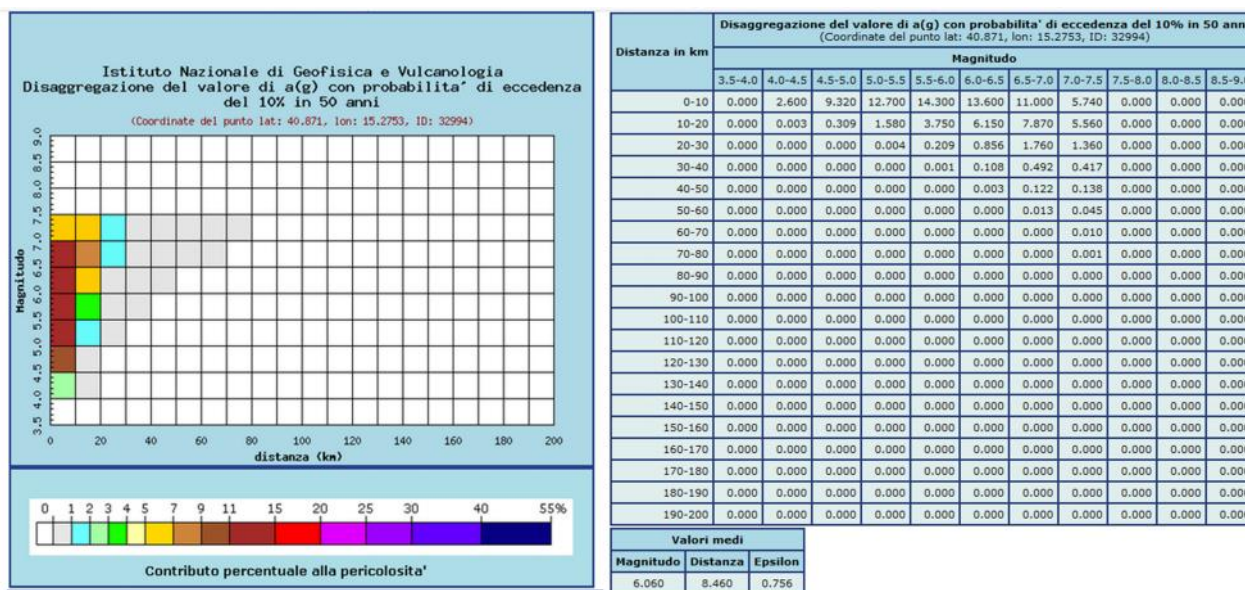 Istituto Nazionale di Geofisica e Vulcanologia
Disaggregazione del valore di a(g) con probabilita' di eccedenza
del 10% in 50 anni
(Coordinate del punto lat: 40.871, lon: 15.2753, ID: 32994)
Magnitudo
9.0
8.5
8.0
7.5
7.0
6.5
6.0
5.5
5.0
4.5
4.0
3.5
0 20 40 60 80 100 120 140 160 180 200
distanza (km)
0 1 2 3 4 5 7 9 11 15 20 25 30 40 55%
Contributo percentuale alla pericolosita'
Disaggregazione del valore di a(g) con probabilita' di eccedenza del 10% in 50 ann
(Coordinate del punto lat: 40.871, lon: 15.2753, ID: 32994)
Distanza in km
Magnitudo
3.5-4.0 4.0-4.5 4.5-5.0 5.0-5.5 5.5-6.0 6.0-6.5 6.5-7.0 7.0-7.5 7.5-8.0 8.0-8.5 8.5-9.0
0-10 0.000 2.600 9.320 12.700 14.300 13.600 11.000 5.740 0.000 0.000 0.000
10-20 0.000 0.003 0.309 1.580 3.750 6.150 7.870 5.560 0.000 0.000 0.000
20-30 0.000 0.000 0.000 0.004 0.209 0.856 1.760 1.360 0.000 0.000 0.000
30-40 0.000 0.000 0.000 0.000 0.001 0.108 0.492 0.417 0.000 0.000 0.000
40-50 0.000 0.000 0.000 0.000 0.000 0.003 0.122 0.138 0.000 0.000 0.000
50-60 0.000 0.000 0.000 0.000 0.000 0.000 0.013 0.045 0.000 0.000 0.000
60-70 0.000 0.000 0.000 0.000 0.000 0.000 0.000 0.010 0.000 0.000 0.000
70-80 0.000 0.000 0.000 0.000 0.000 0.000 0.000 0.001 0.000 0.000 0.000
80-90 0.000 0.000 0.000 0.000 0.000 0.000 0.000 0.000 0.000 0.000 0.000
90-100 0.000 0.000 0.000 0.000 0.000 0.000 0.000 0.000 0.000 0.000 0.000
100-110 0.000 0.000 0.000 0.000 0.000 0.000 0.000 0.000 0.000 0.000 0.000
110-120 0.000 0.000 0.000 0.000 0.000 0.000 0.000 0.000 0.000 0.000 0.000
120-130 0.000 0.000 0.000 0.000 0.000 0.000 0.000 0.000 0.000 0.000 0.000
130-140 0.000 0.000 0.000 0.000 0.000 0.000 0.000 0.000 0.000 0.000 0.000
140-150 0.000 0.000 0.000 0.000 0.000 0.000 0.000 0.000 0.000 0.000 0.000
150-160 0.000 0.000 0.000 0.000 0.000 0.000 0.000 0.000 0.000 0.000 0.000
160-170 0.000 0.000 0.000 0.000 0.000 0.000 0.000 0.000 0.000 0.000 0.000
170-180 0.000 0.000 0.000 0.000 0.000 0.000 0.000 0.000 0.000 0.000 0.000
180-190 0.000 0.000 0.000 0.000 0.000 0.000 0.000 0.000 0.000 0.000 0.000
190-200 0.000 0.000 0.000 0.000 0.000 0.000 0.000 0.000 0.000 0.000 0.000
Valori medi
Magnitudo Distanza Epsilon
6.060 8.460 0.756